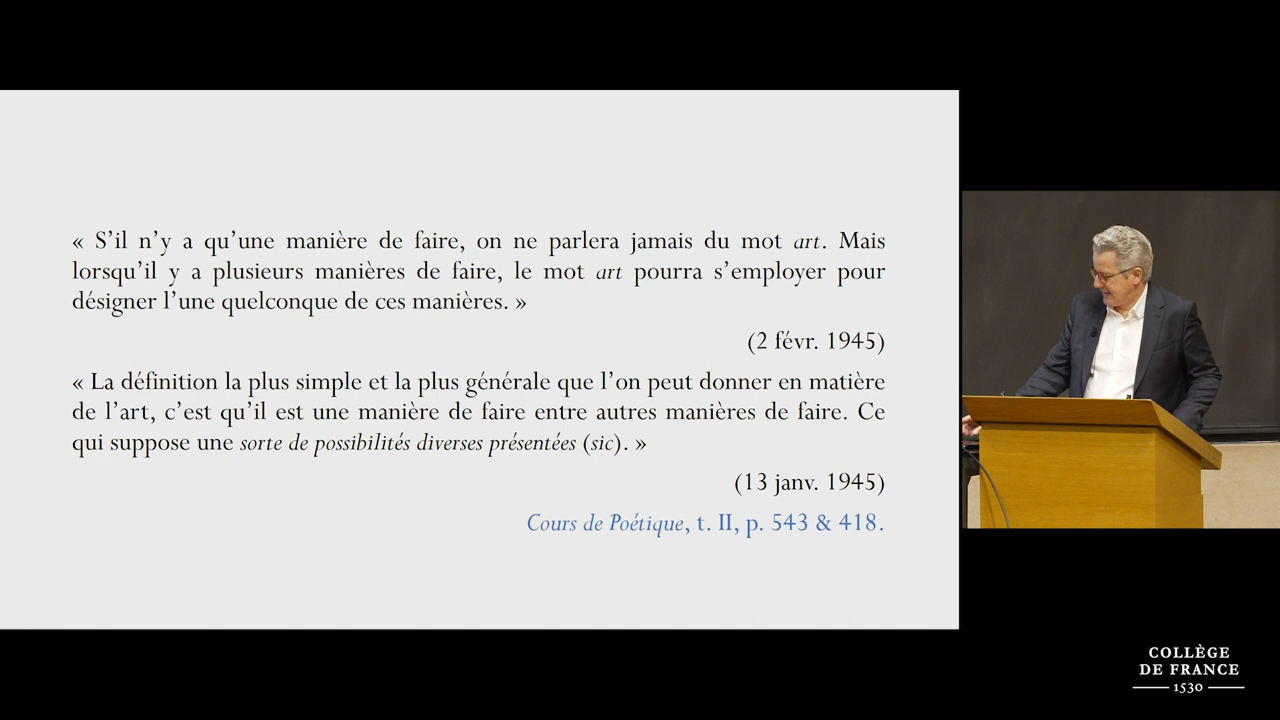 « S’il n’y a qu’une manière de faire, on ne parlera jamais du mot art. Mais
lorsqu’il y a plusieurs manières de faire, le mot art pourra s’employer pour
désigner l’une quelconque de ces manières. »
(2 févr. 1945)
« La définition la plus simple et la plus générale que l’on peut donner en matière
de l’art, c’est qu’il est une manière de faire entre autres manières de faire. Ce
qui suppose une sorte de possibilités diverses présentées (sic). »
(13 janv. 1945)
Cours de Poétique, t. II, p. 543 & 418.
COLLÈGE
DE FRANCE
1530